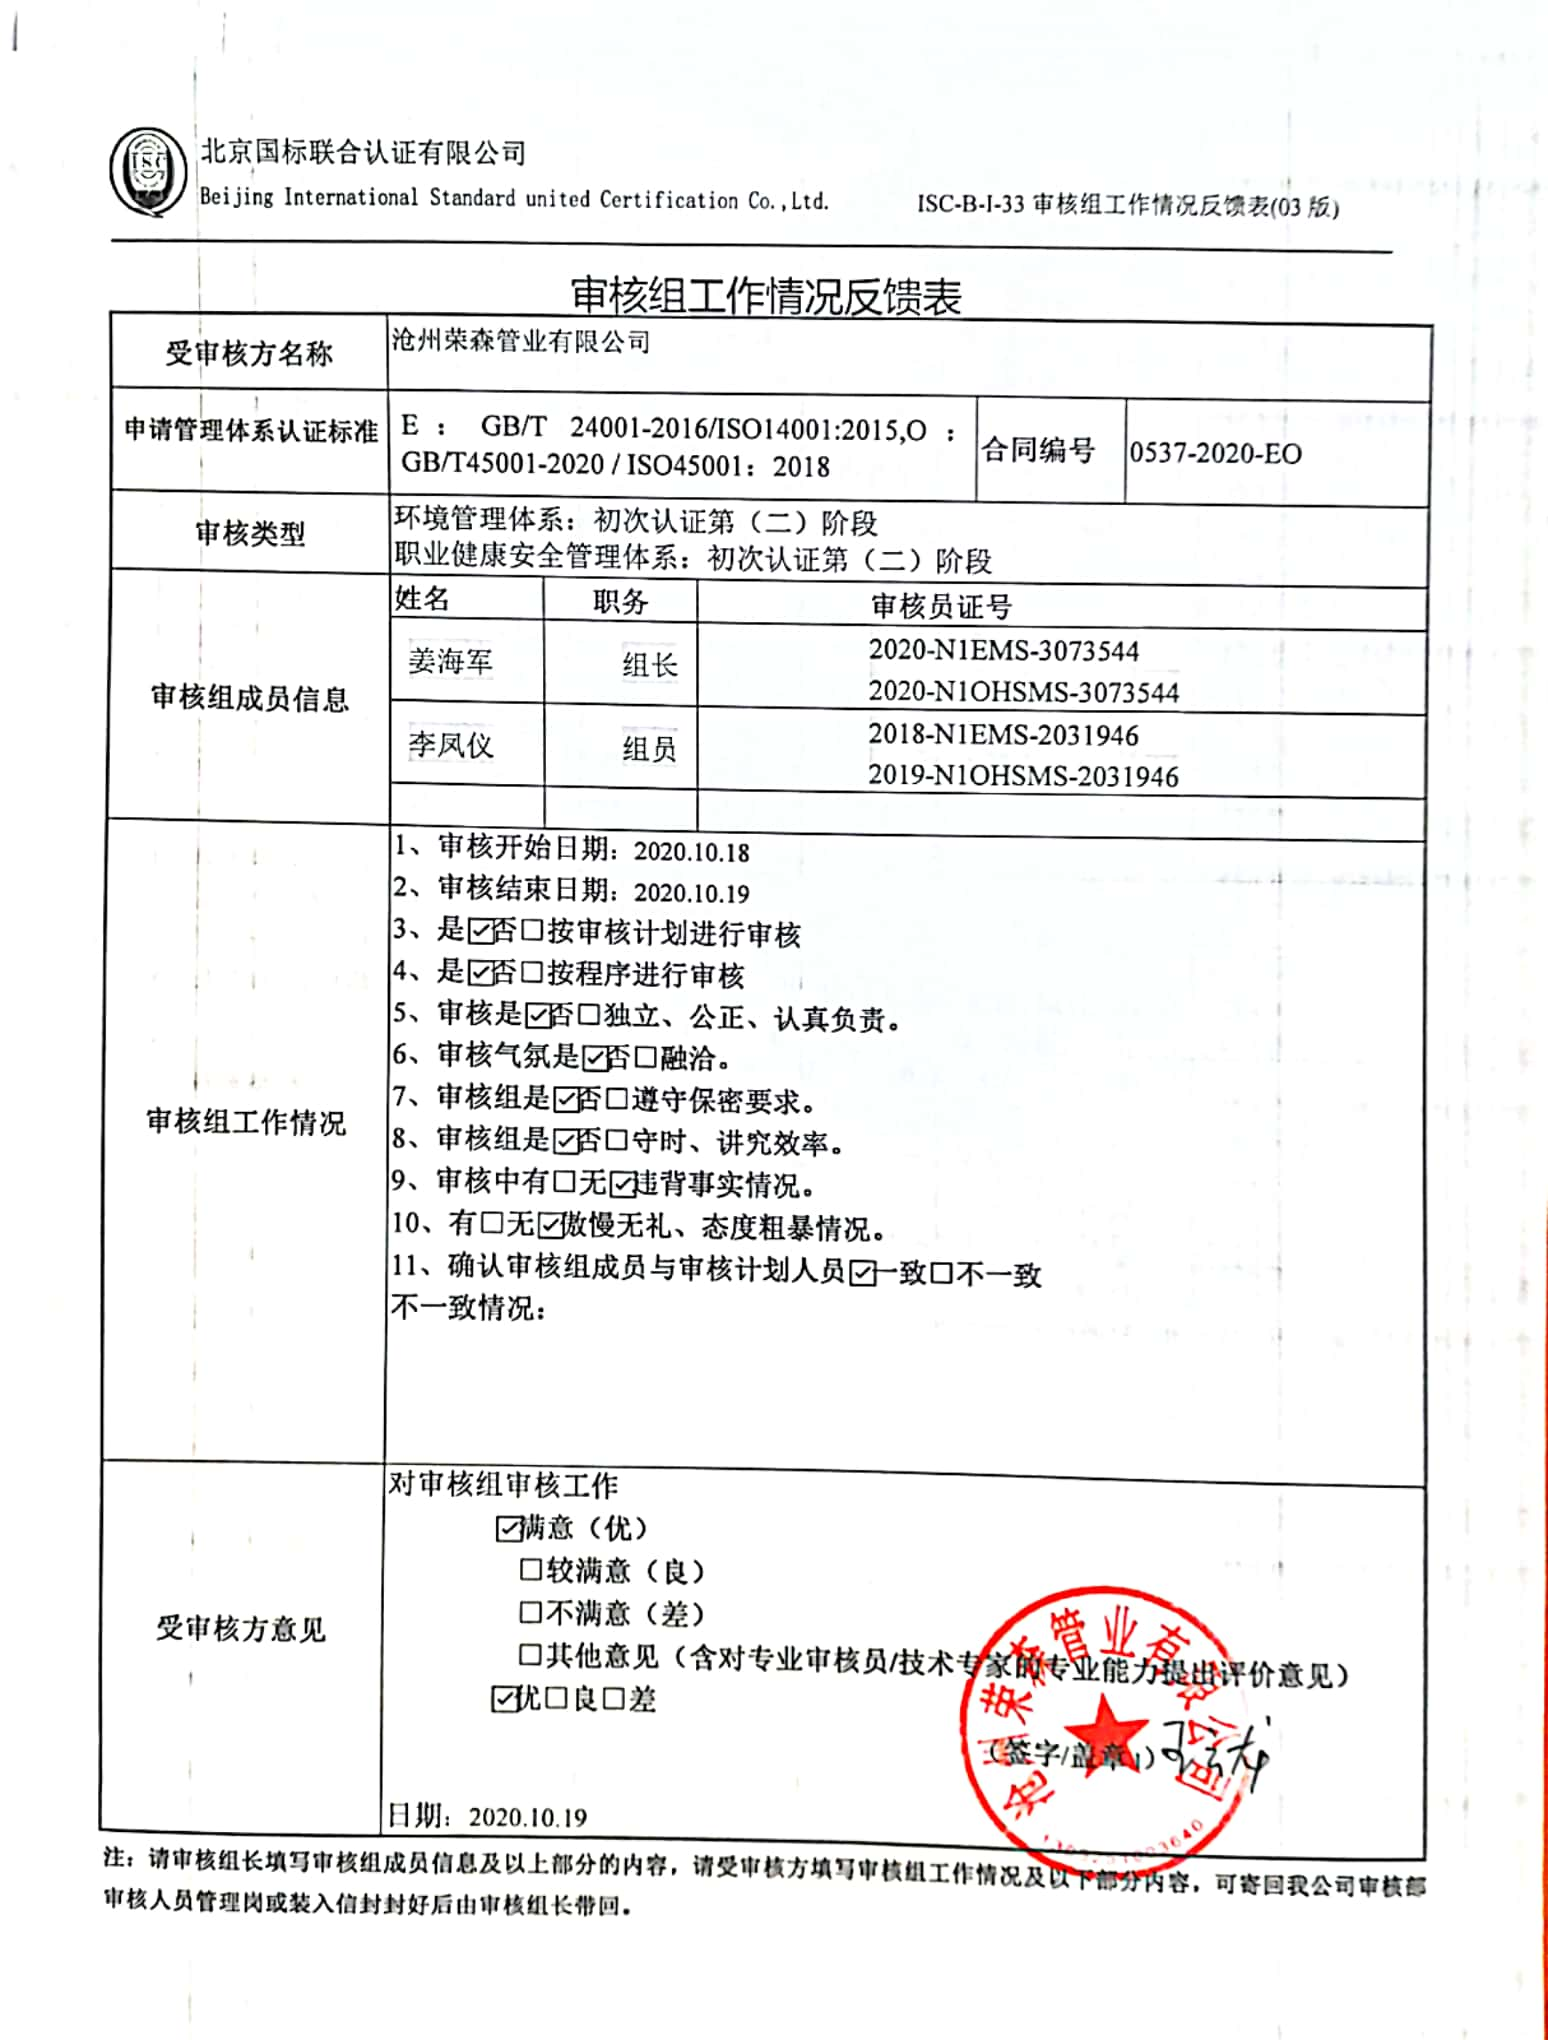 北京国标联合认证有限公司
Beijing International Standard united Certification Co.,Ltd.
ISC-B-I-33 审核组工作情况反馈表(03 版)
审核组工作情况反馈表
受审核方名称
沧州荣森管业有限公司
申请管理体系认证标准
E ： GB/T 24001-2016/ISO14001:2015,O ：
GB/T45001-2020 / ISO45001：2018
合同编号
0537-2020-EO
审核类型
环境管理体系：初次认证第（二）阶段
职业健康安全管理体系：初次认证第（二）阶段
审核组成员信息
姓名 职务 审核员证号
姜海军 组长 2020-N1EMS-3073544
2020-N1OHSMS-3073544
李凤仪 组员 2018-N1EMS-2031946
2019-N1OHSMS-2031946
审核组工作情况
1、审核开始日期：2020.10.18
2、审核结束日期：2020.10.19
3、是☑否□按审核计划进行审核
4、是☑否□按程序进行审核
5、审核是☑否□独立、公正、认真负责。
6、审核气氛是☑否□融洽。
7、审核组是☑否□遵守保密要求。
8、审核组是☑否□守时、讲究效率。
9、审核中有□无☑违背事实情况。
10、有□无☑傲慢无礼、态度粗暴情况。
11、确认审核组成员与审核计划人员☑一致□不一致
不一致情况：
受审核方意见
对审核组审核工作
☑满意（优）
□较满意（良）
□不满意（差）
□其他意见（含对专业审核员/技术专家的专业能力提出评价意见）
☑优□良□差
（签字/盖章）
沧州荣森管业有限公司
日期：2020.10.19
注：请审核组长填写审核组成员信息及以上部分的内容，请受审核方填写审核组工作情况及以下部分内容，可寄回我公司审核部
审核人员管理岗或装入信封封好后由审核组长带回。